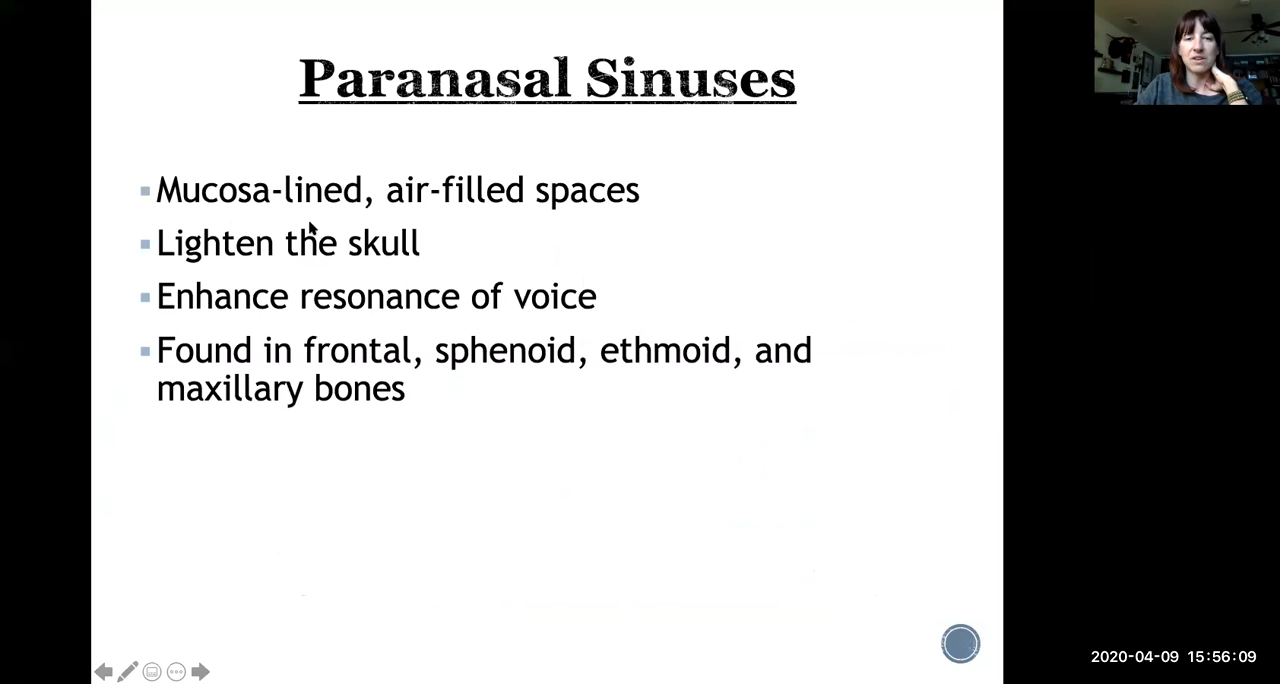 Paranasal Sinuses
Mucosa-lined, air-filled spaces
Lighten the skull
Enhance resonance of voice
Found in frontal, sphenoid, ethmoid, and
maxillary bones
2020-04-09 15:56:09